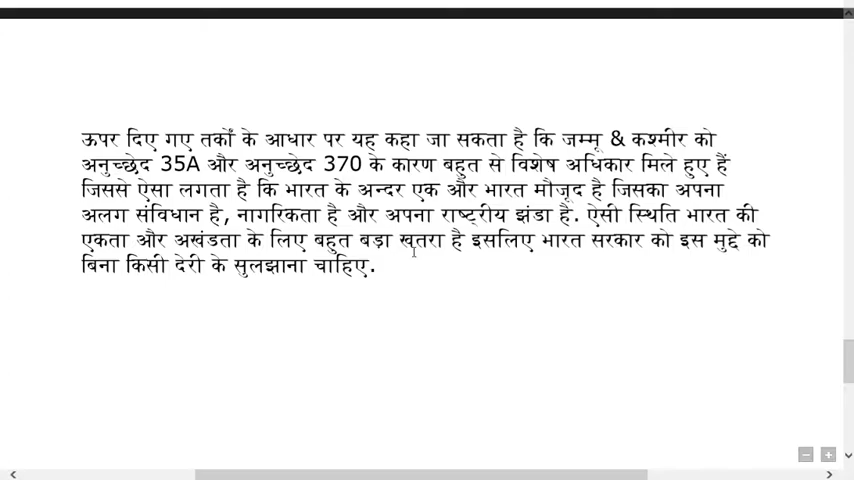 ऊपर दिए गए तर्कों के आधार पर यह कहा जा सकता है कि जम्मू & कश्मीर को
अनुच्छेद 35A और अनुच्छेद 370 के कारण बहुत से विशेष अधिकार मिले हुए हैं
जिससे ऐसा लगता है कि भारत के अन्दर एक और भारत मौजूद है जिसका अपना
अलग संविधान है, नागरिकता है और अपना राष्ट्रीय झंडा है. ऐसी स्थिति भारत की
एकता और अखंडता के लिए बहुत बड़ा खतरा है इसलिए भारत सरकार को इस मुद्दे को
बिना किसी देरी के सुलझाना चाहिए.